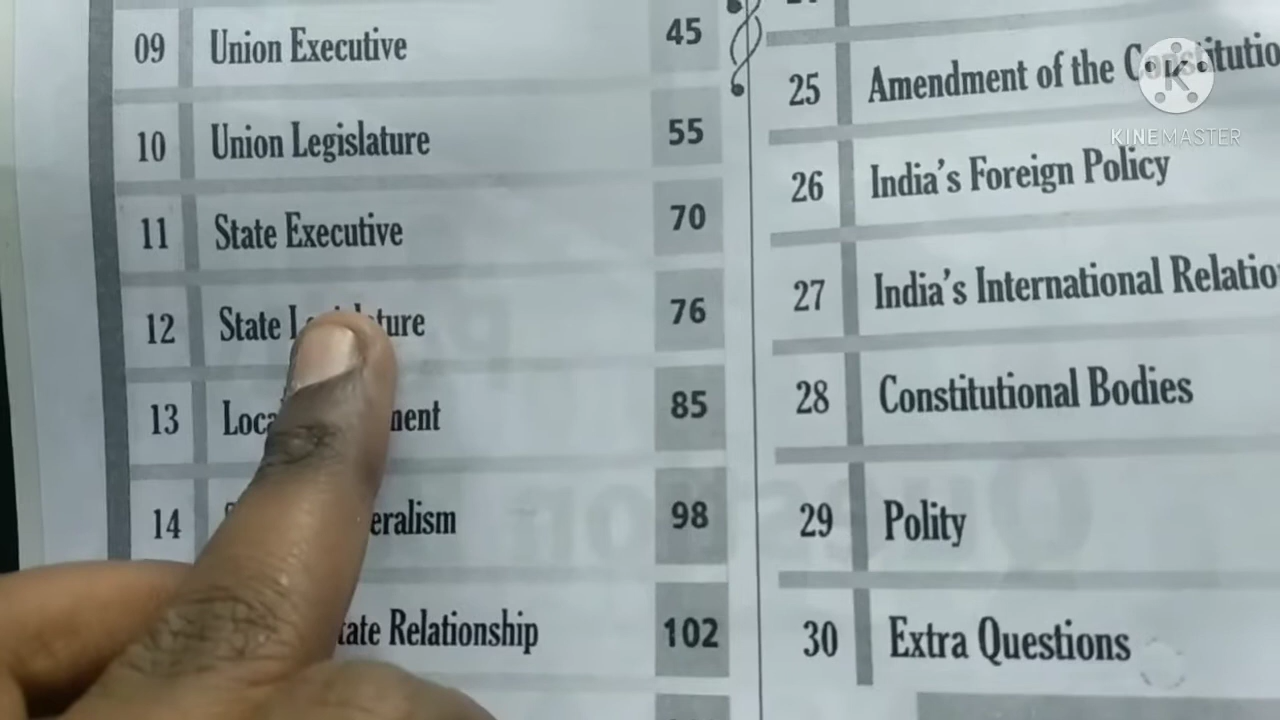 09 Union Executive 45
10 Union Legislature 55
11 State Executive 70
12 State 76
13 85
14 98
Relationship 102
25 Amendment of the
26 India's Foreign Policy
27 India's International
28 Constitutional Bodies
29 Polity
30 Extra Questions
KINEMASTER